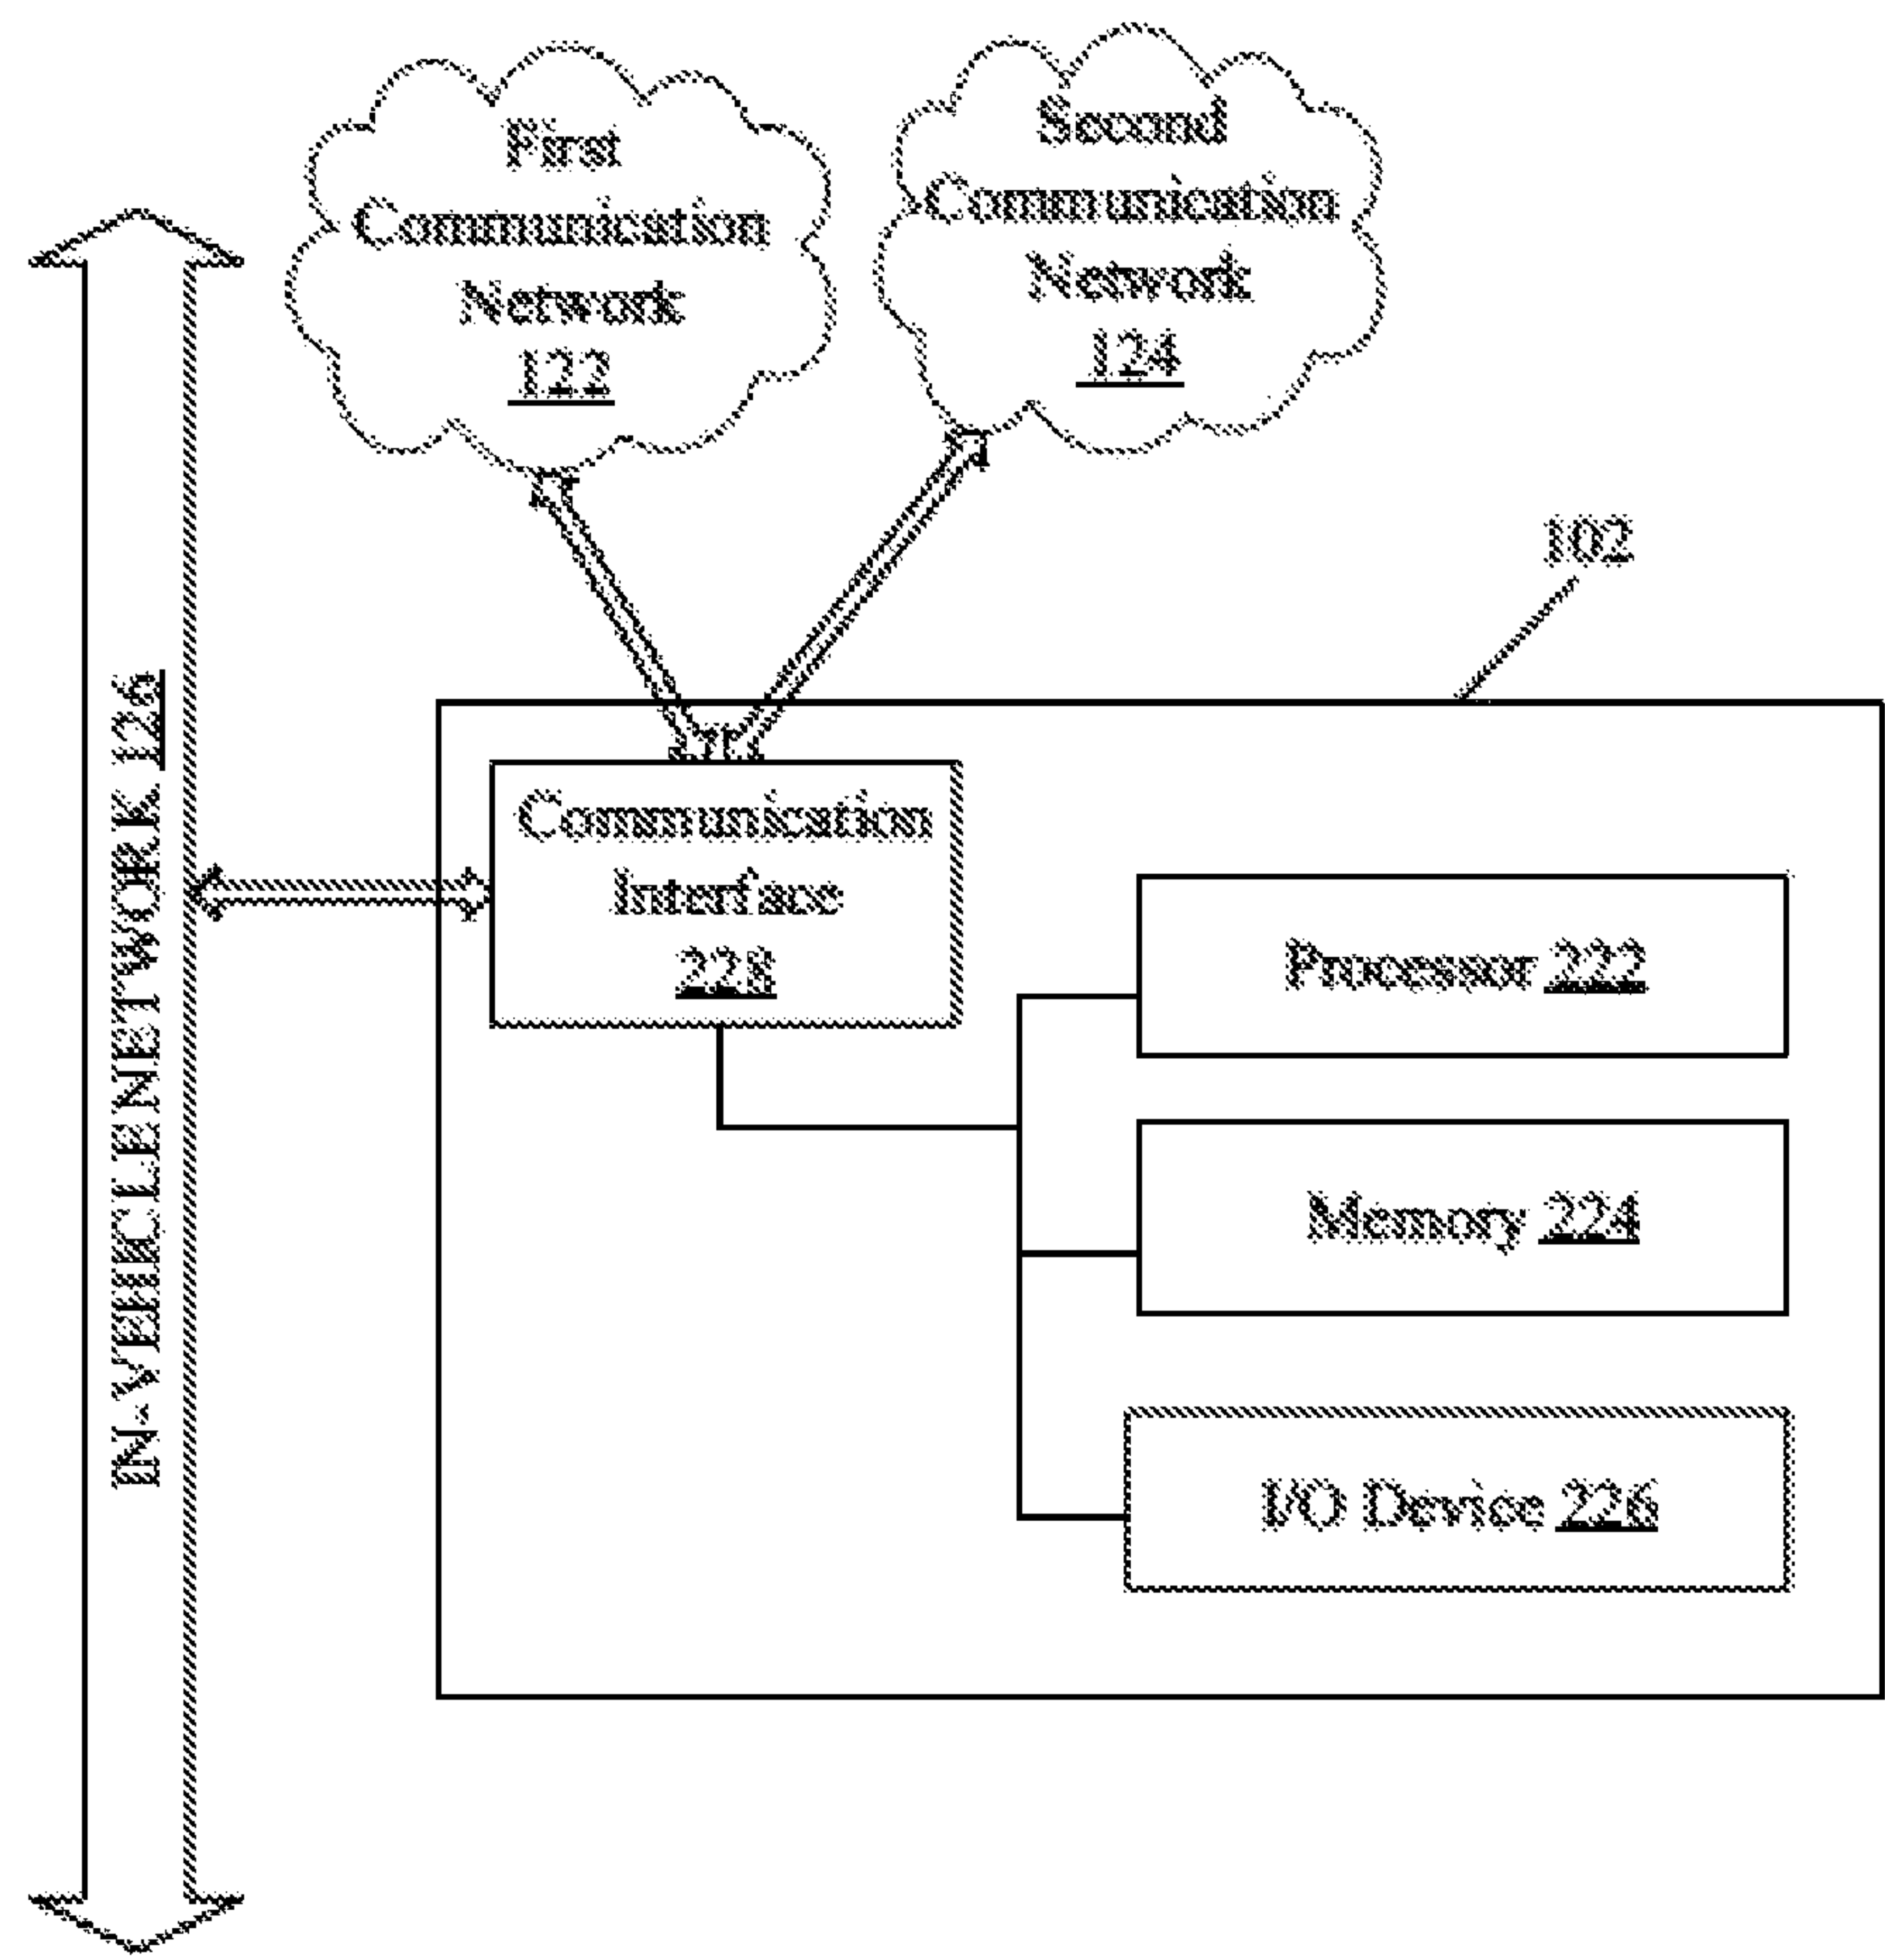 First
Communication
Network
122
Second
Communication
Network
124
102
IN-VEHICLE NETWORK 126
Communication
Interface
228
Processor 222
Memory 224
I/O Device 226